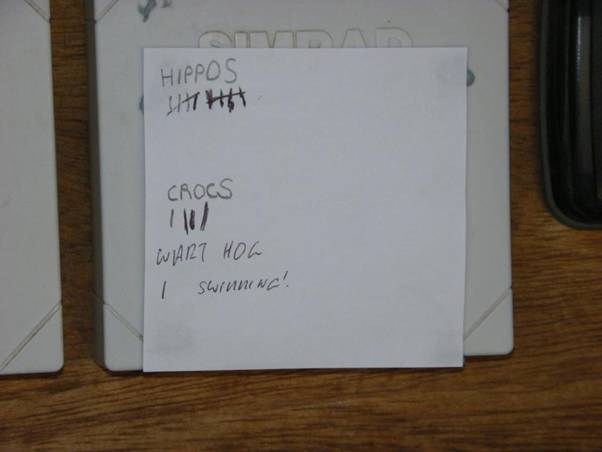 SIMRAD
HIPPOS
CROCS
WART HOG
1 SWIMMING!